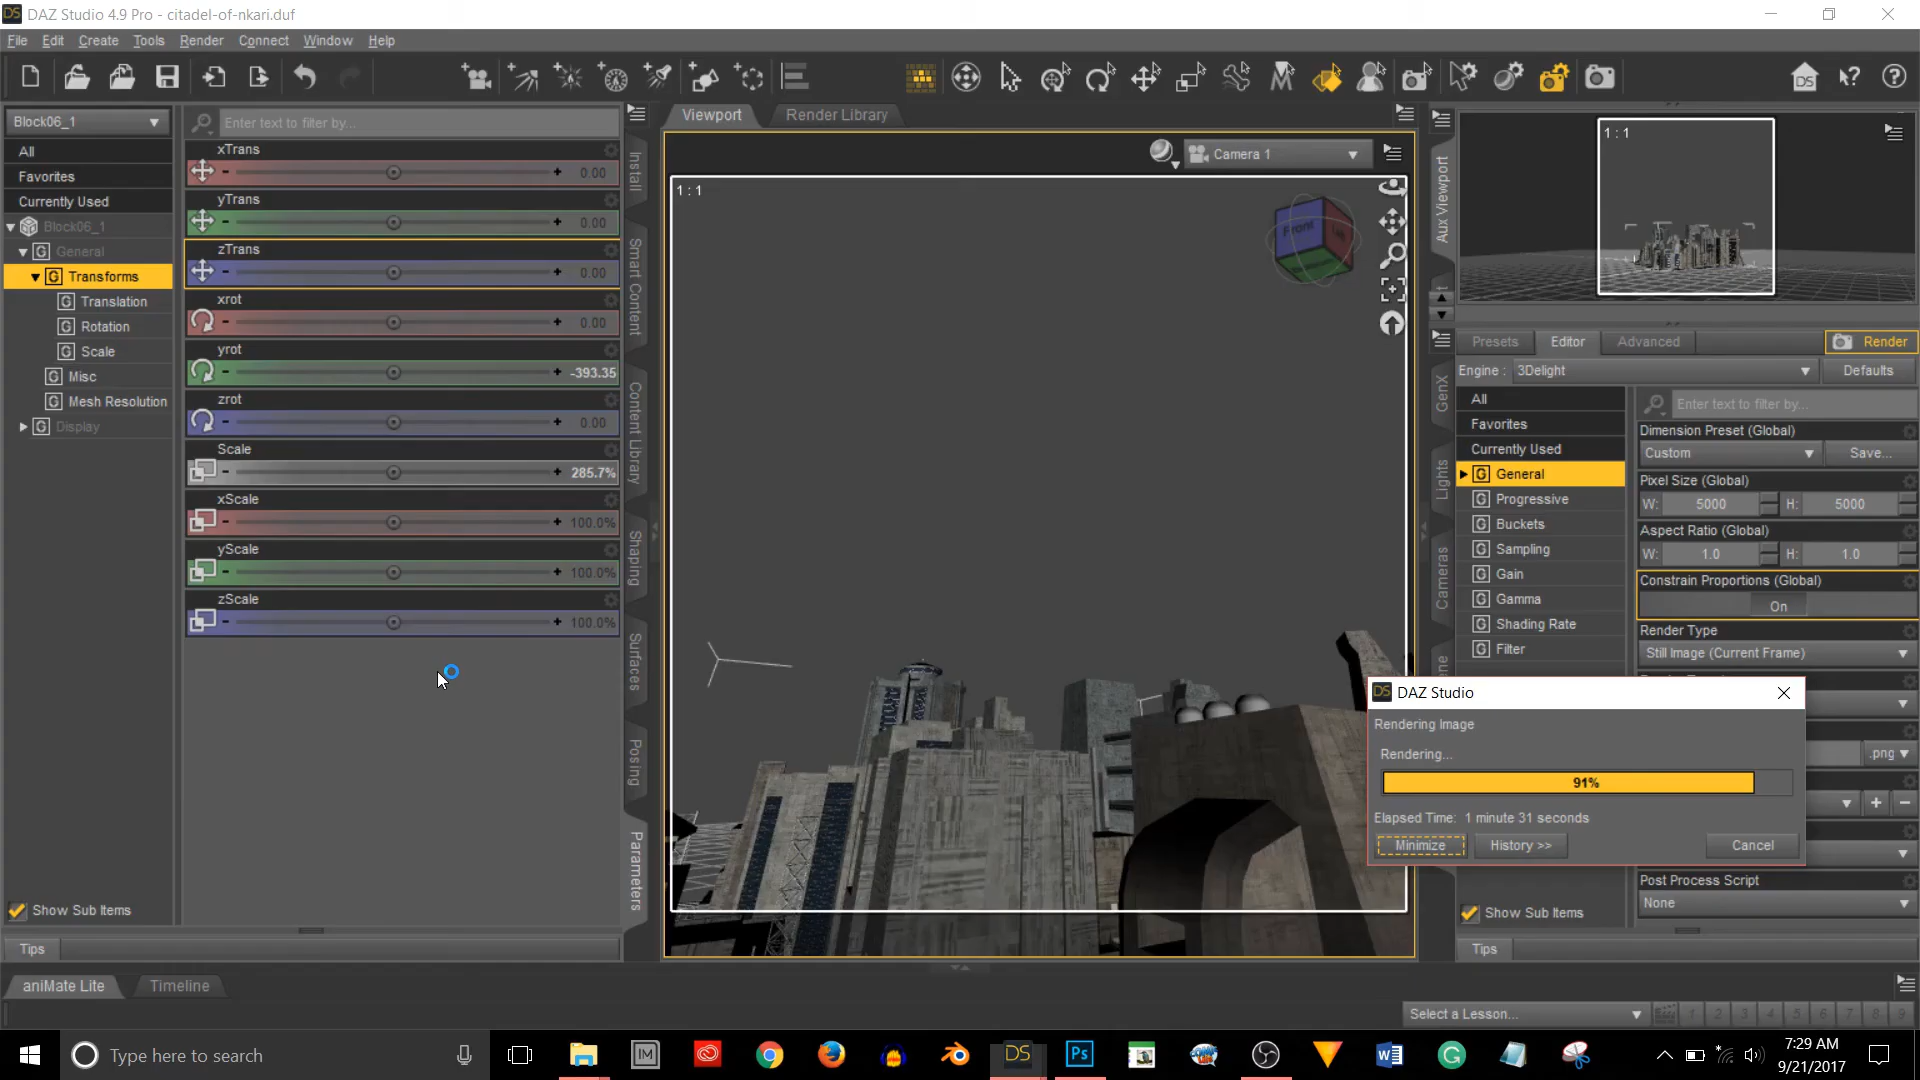 DAZ Studio 4.9 Pro - citadel-of-nkari.duf
File Edit Create Tools Render Connect Window Help
Block06_1
All
Favorites
Currently Used
Block06_1
General
Transforms
Translation
Rotation
Scale
Misc
Mesh Resolution
Display
Show Sub Items
Tips
Enter text to filter by...
xTrans
0.00
yTrans
0.00
zTrans
0.00
xrot
0.00
yrot
-393.35
zrot
0.00
Scale
285.7%
xScale
100.0%
yScale
100.0%
zScale
100.0%
Install
Smart Content
Content Library
Shaping
Surfaces
Posing
Parameters
Viewport
Render Library
Camera 1
1 : 1
Front
Aux Viewport
1 : 1
GenX
Lights
Cameras
Presets
Editor
Advanced
Render
Engine :
3Delight
Defaults
All
Favorites
Currently Used
General
Progressive
Buckets
Sampling
Gain
Gamma
Shading Rate
Filter
Show Sub Items
Enter text to filter by...
Dimension Preset (Global)
Custom
Save...
Pixel Size (Global)
W: 5000 H: 5000
Aspect Ratio (Global)
W: 1.0 H: 1.0
Constrain Proportions (Global)
On
Render Type
Still Image (Current Frame)
.png
Post Process Script
None
Tips
DAZ Studio
Rendering Image
Rendering...
91%
Elapsed Time: 1 minute 31 seconds
Minimize
History >>
Cancel
aniMate Lite
Timeline
Select a Lesson...
1 2 3 4 5 6 7 8 9
Type here to search
7:29 AM
9/21/2017